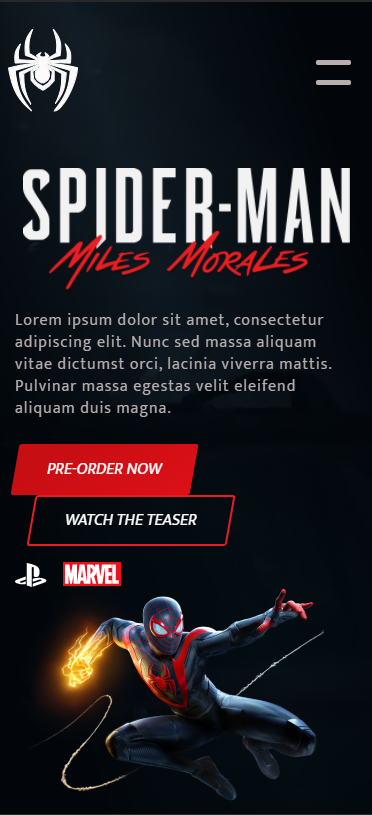 SPIDER-MAN
MILES MORALES
Lorem ipsum dolor sit amet, consectetur
adipiscing elit. Nunc sed massa aliquam
vitae dictumst orci, lacinia viverra mattis.
Pulvinar massa egestas velit eleifend
aliquam duis magna.
PRE-ORDER NOW
WATCH THE TEASER
MARVEL